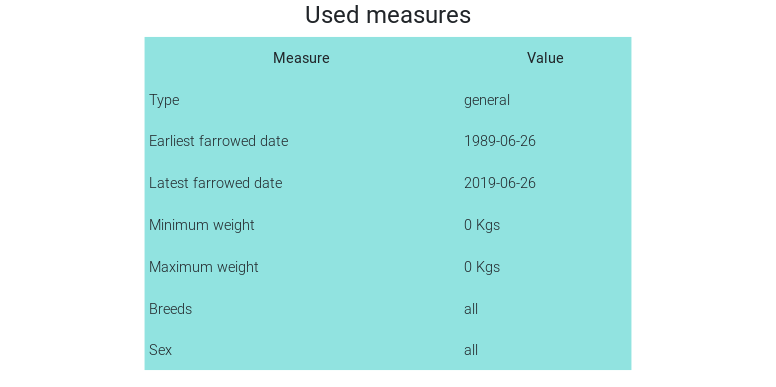 Used measures
Measure Value
Type general
Earliest farrowed date 1989-06-26
Latest farrowed date 2019-06-26
Minimum weight 0 Kgs
Maximum weight 0 Kgs
Breeds all
Sex all